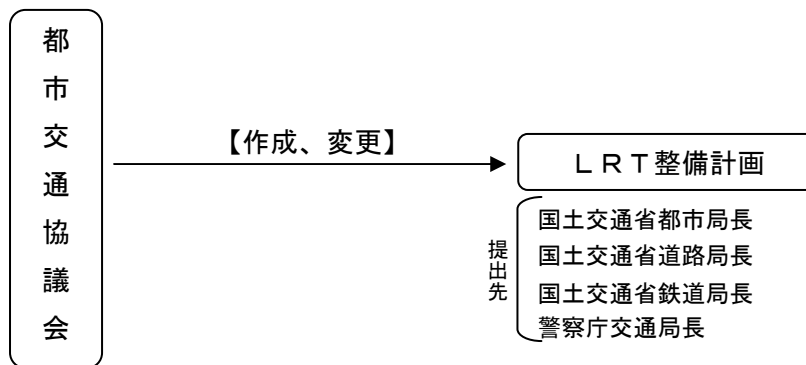 都市交通協議会
【作成、変更】
ＬＲＴ整備計画
提出先
国土交通省都市局長
国土交通省道路局長
国土交通省鉄道局長
警察庁交通局長